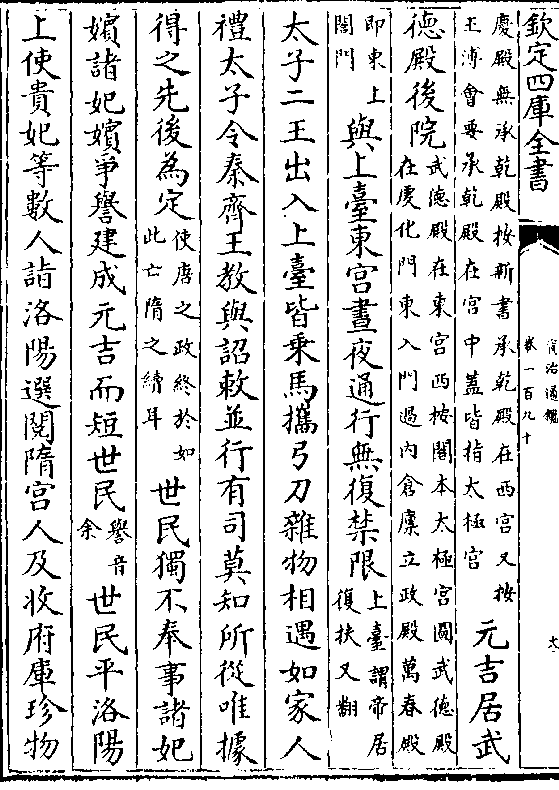 欽定四庫全書
資治通鑑
卷一百九十
慶殿無承乾殿按新書承乾殿在西宮又按
王溥會要承乾殿在宮中蓋皆指太極宮
元吉居武
德殿後院
武德殿在東宮西按閣本太極宮圖武德殿
在虔化門東入門過內倉廩立政殿萬春殿
即東上
閤門
與上臺東宮晝夜通行無復禁限
上臺謂帝居
復扶又翻
太子二王出入上臺皆乘馬攜弓刀雜物相遇如家人
禮太子令秦齊王教與詔敕並行有司莫知所從唯據
得之先後為定
使唐之政終於如
此亡隋之續耳
世民獨不奉事諸妃
嬪諸妃嬪爭譽建成元吉而短世民
譽音
余
世民平洛陽
上使貴妃等數人詣洛陽選閱隋宮人及收府庫珍物